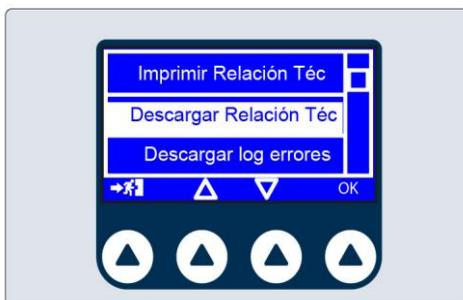 Imprimir Relación Téc
Descargar Relación Téc
Descargar log errores
OK